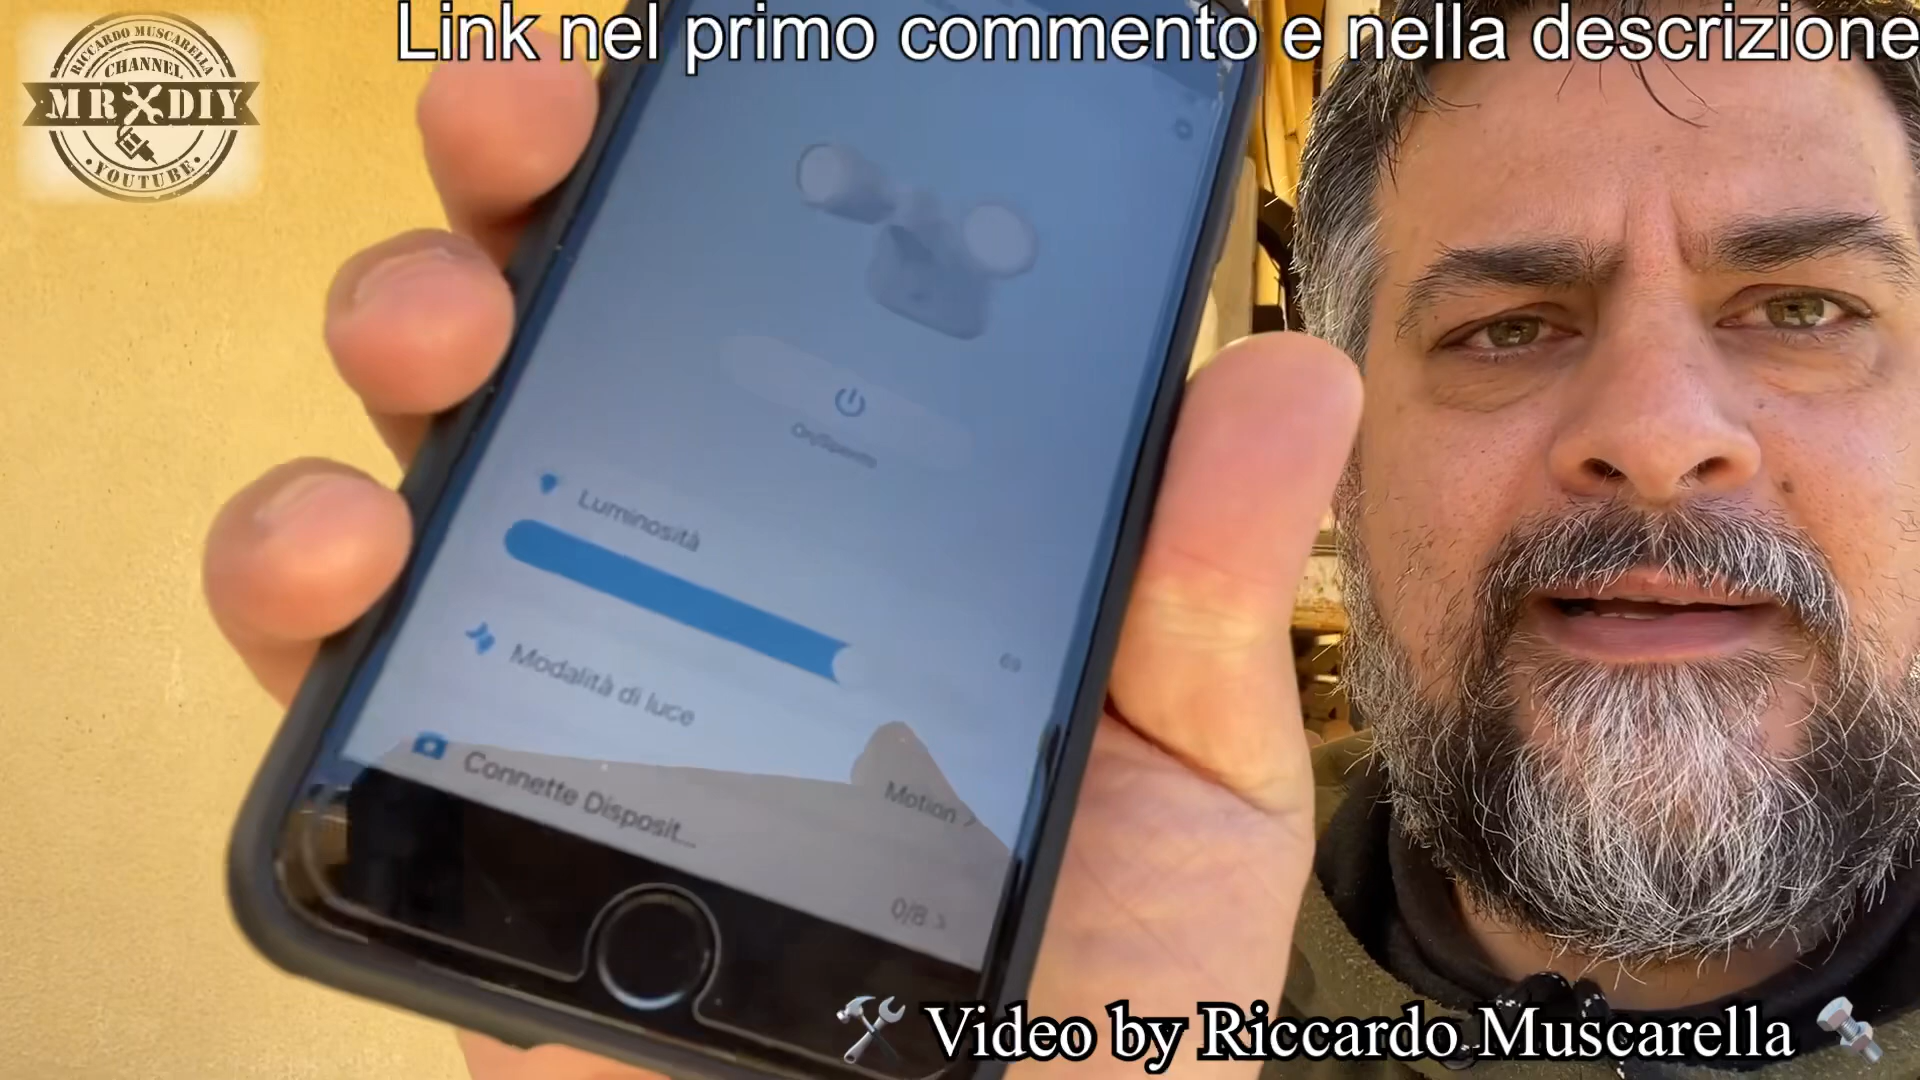 Link nel primo commento e nella descrizione
RICCARDO MUSCARELLA
CHANNEL
MR DIY
YOUTUBE
On/Spento
Luminosità
69
Modalità di luce
Motion >
Connette Disposit...
0/8 >
Video by Riccardo Muscarella